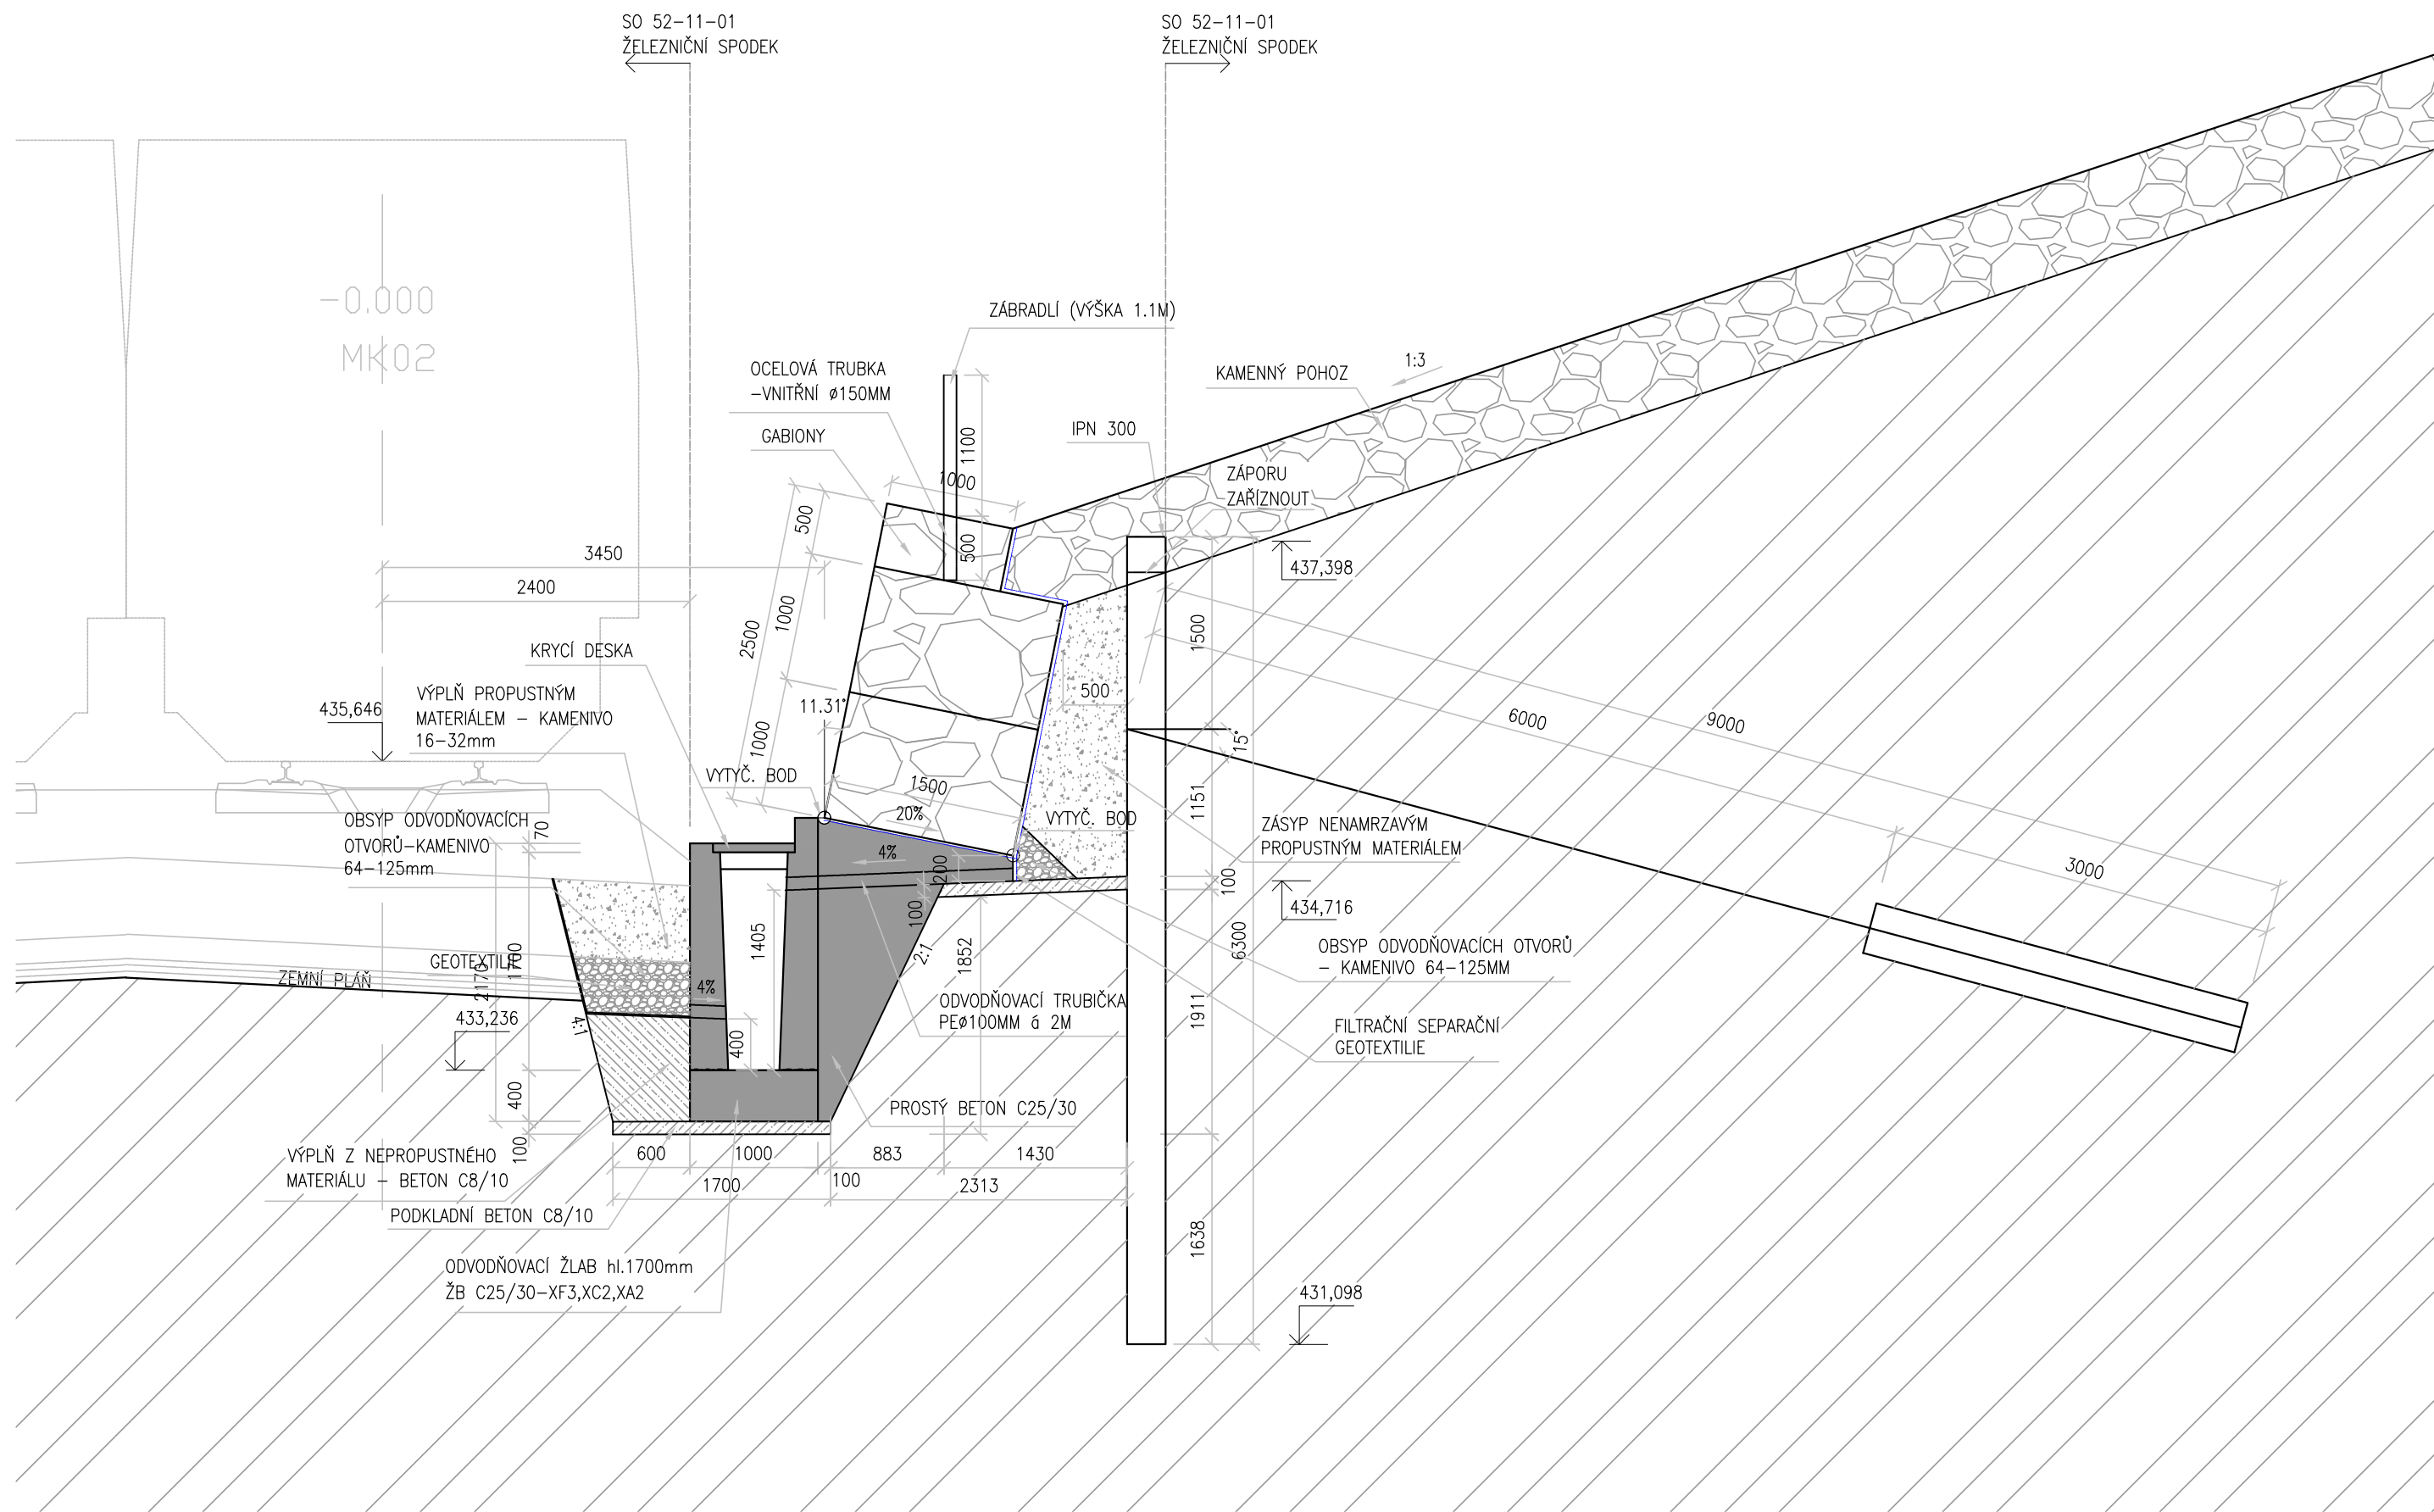 SO 52-11-01
ŽELEZNIČNÍ SPODEK
SO 52-11-01
ŽELEZNIČNÍ SPODEK
-0.000
MK02
ZÁBRADLÍ (VÝŠKA 1.1M)
OCELOVÁ TRUBKA
-VNITŘNÍ ø150MM
GABIONY
1:3
KAMENNÝ POHOZ
IPN 300
ZÁPORU
ZAŘÍZNOUT
1100
1000
500
500
3450
2400
437,398
1000
2500
1500
KRYCÍ DESKA
VÝPLŇ PROPUSTNÝM
MATERIÁLEM - KAMENIVO
16-32mm
435,646
11.31°
500
6000
9000
15°
1000
VYTYČ. BOD
1500
20%
VYTYČ. BOD
1151
OBSYP ODVODŇOVACÍCH
OTVORŮ-KAMENIVO
64-125mm
70
4%
200
ZÁSYP NENAMRZAVÝM
PROPUSTNÝM MATERIÁLEM
3000
100
434,716
100
1405
2:1
1852
6300
OBSYP ODVODŇOVACÍCH OTVORŮ
- KAMENIVO 64-125MM
GEOTEXTILIE
1700
2170
ZEMNÍ PLÁŇ
4%
ODVODŇOVACÍ TRUBIČKA
PEø100MM á 2M
1911
433,236
4:1
400
FILTRAČNÍ SEPARAČNÍ
GEOTEXTILIE
400
PROSTÝ BETON C25/30
100
VÝPLŇ Z NEPROPUSTNÉHO
MATERIÁLU - BETON C8/10
600
1000
883
1430
1700
100
2313
PODKLADNÍ BETON C8/10
1638
ODVODŇOVACÍ ŽLAB hl.1700mm
ŽB C25/30-XF3,XC2,XA2
431,098